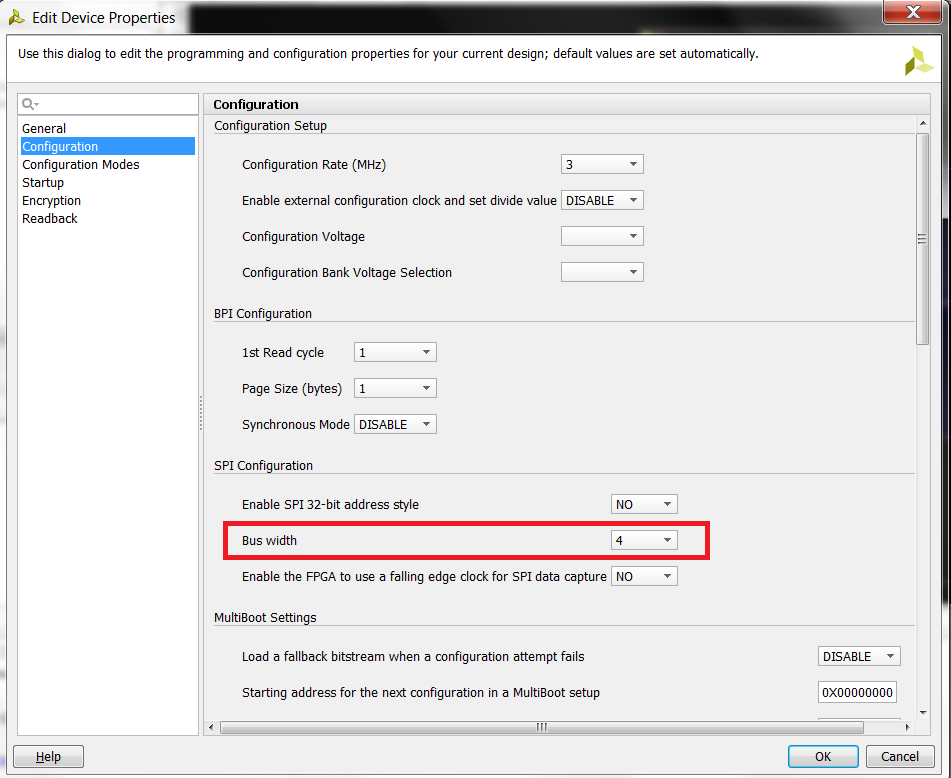 Edit Device Properties
Use this dialog to edit the programming and configuration properties for your current design; default values are set automatically.
General
Configuration
Configuration Modes
Startup
Encryption
Readback
Configuration
Configuration Setup
Configuration Rate (MHz) 3
Enable external configuration clock and set divide value DISABLE
Configuration Voltage
Configuration Bank Voltage Selection
BPI Configuration
1st Read cycle 1
Page Size (bytes) 1
Synchronous Mode DISABLE
SPI Configuration
Enable SPI 32-bit address style NO
Bus width 4
Enable the FPGA to use a falling edge clock for SPI data capture NO
MultiBoot Settings
Load a fallback bitstream when a configuration attempt fails DISABLE
Starting address for the next configuration in a MultiBoot setup 0X00000000
Help OK Cancel